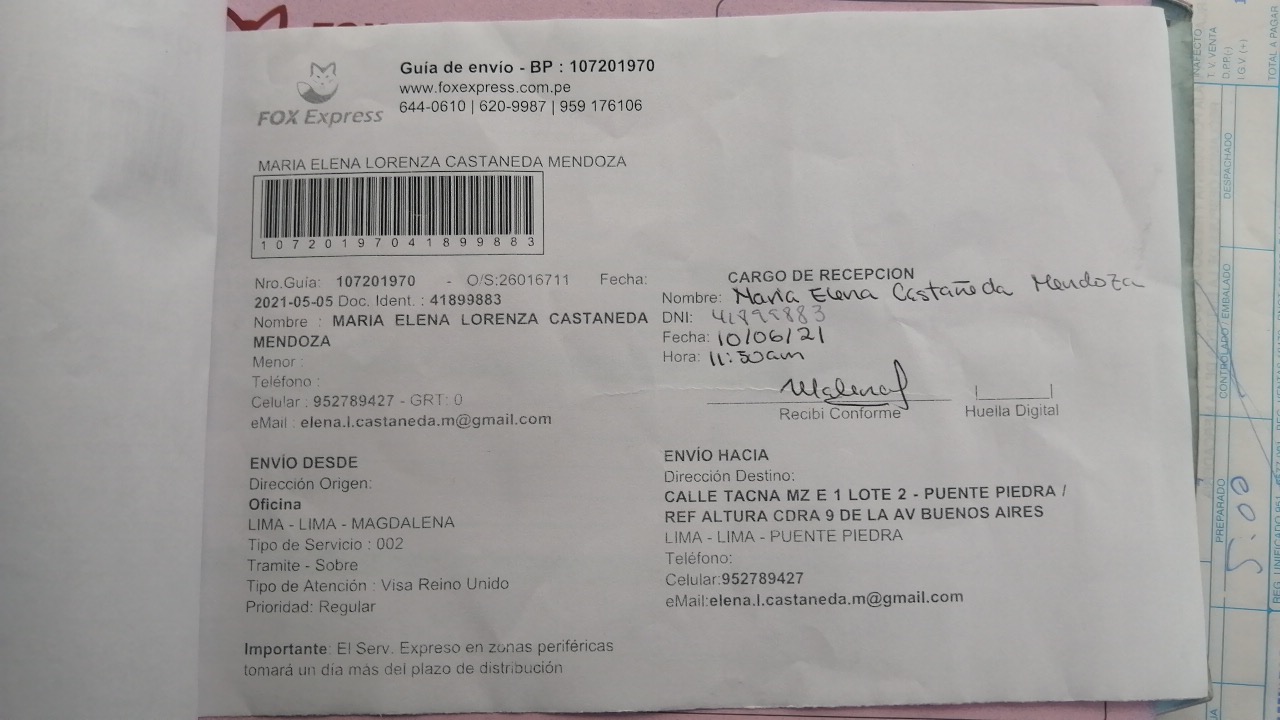 FOX Express
Guía de envío - BP : 107201970
www.foxexpress.com.pe
644-0610 | 620-9987 | 959 176106
MARIA ELENA LORENZA CASTANEDA MENDOZA
10720197041899883
Nro.Guía: 107201970 - O/S:26016711 Fecha:
2021-05-05 Doc. Ident. : 41899883
Nombre : MARIA ELENA LORENZA CASTANEDA
MENDOZA
Menor :
Teléfono :
Celular : 952789427 - GRT: 0
eMail : elena.l.castaneda.m@gmail.com
CARGO DE RECEPCION
Nombre: Maria Elena Castañeda Mendoza
DNI: 41899883
Fecha: 10/06/21
Hora: 11:50am
Recibi Conforme
Huella Digital
ENVÍO DESDE
Dirección Origen:
Oficina
LIMA - LIMA - MAGDALENA
Tipo de Servicio : 002
Tramite - Sobre
Tipo de Atención : Visa Reino Unido
Prioridad: Regular
ENVÍO HACIA
Dirección Destino:
CALLE TACNA MZ E 1 LOTE 2 - PUENTE PIEDRA /
REF ALTURA CDRA 9 DE LA AV BUENOS AIRES
LIMA - LIMA - PUENTE PIEDRA
Teléfono:
Celular:952789427
eMail:elena.l.castaneda.m@gmail.com
Importante: El Serv. Expreso en zonas periféricas
tomará un día más del plazo de distribución
INAFECTO
T.V. VENTA
D.P.P.(-)
I.G.V. (+)
TOTAL A PAGAR
DESPACHADO
CONTROLADO / EMBALADO
PREPARADO
5.00